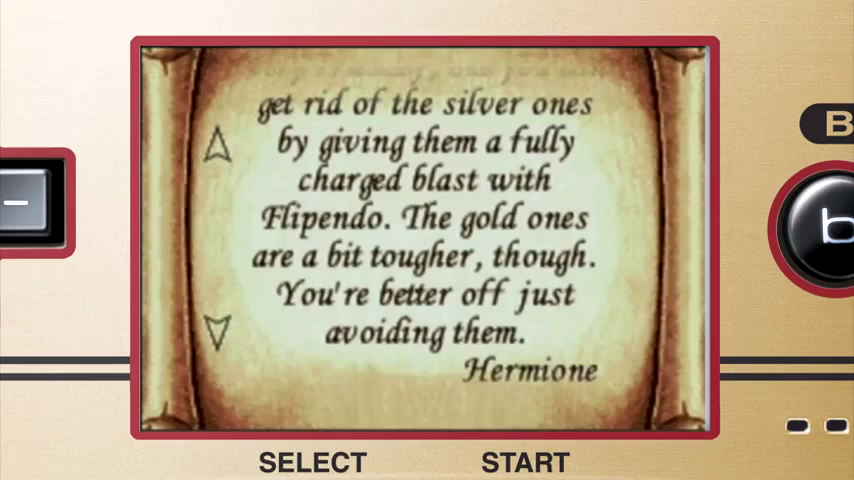 get rid of the silver ones
by giving them a fully
charged blast with
Flipendo. The gold ones
are a bit tougher, though.
You're better off just
avoiding them.
Hermione
B
b
SELECT START